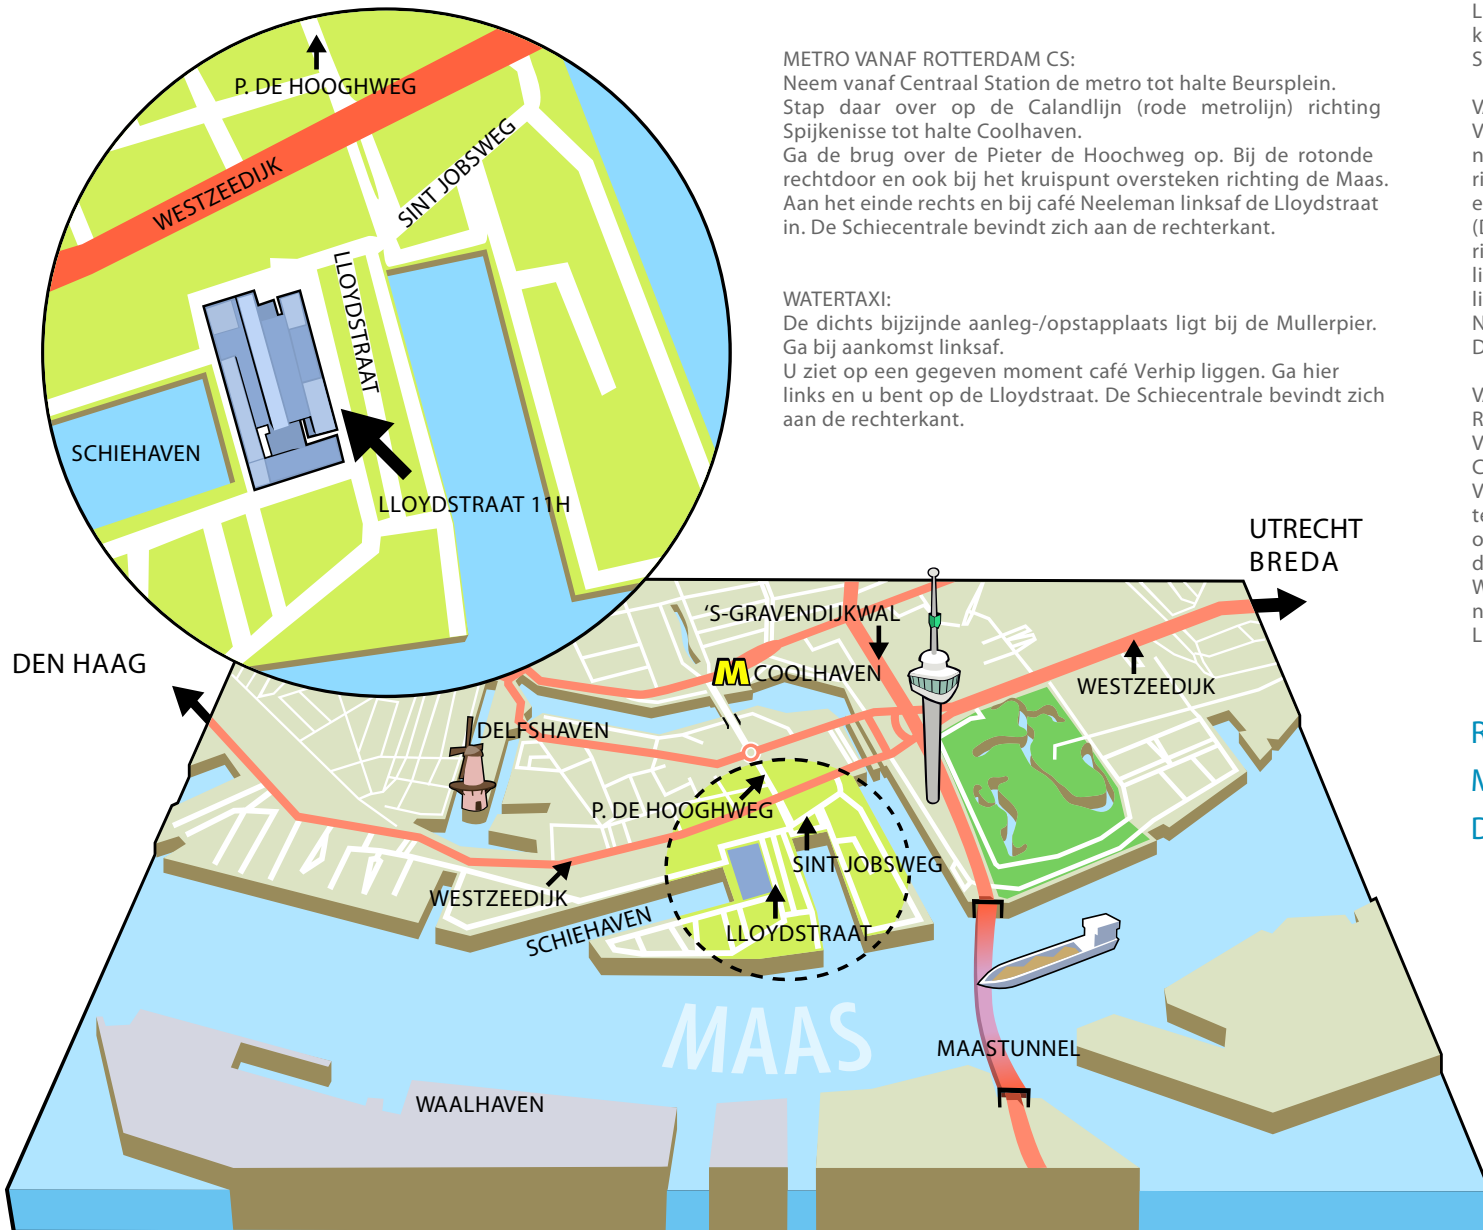 P. DE HOOGHWEG
WESTZEEDIJK
SINT JOBSWEG
LLOYDSTRAAT
SCHIEHAVEN
LLOYDSTRAAT 11H
METRO VANAF ROTTERDAM CS:
Neem vanaf Centraal Station de metro tot halte Beursplein.
Stap daar over op de Calandlijn (rode metrolijn) richting
Spijkenisse tot halte Coolhaven.
Ga de brug over de Pieter de Hoochweg op. Bij de rotonde
rechtdoor en ook bij het kruispunt oversteken richting de Maas.
Aan het einde rechts en bij café Neeleman linksaf de Lloydstraat
in. De Schiecentrale bevindt zich aan de rechterkant.
WATERTAXI:
De dichts bijzijnde aanleg-/opstapplaats ligt bij de Mullerpier.
Ga bij aankomst linksaf.
U ziet op een gegeven moment café Verhip liggen. Ga hier
links en u bent op de Lloydstraat. De Schiecentrale bevindt zich
aan de rechterkant.
UTRECHT
BREDA
DEN HAAG
'S-GRAVENDIJKWAL
M COOLHAVEN
WESTZEEDIJK
DELFSHAVEN
P. DE HOOGHWEG
SINT JOBSWEG
WESTZEEDIJK
SCHIEHAVEN
LLOYDSTRAAT
MAAS
MAASTUNNEL
WAALHAVEN